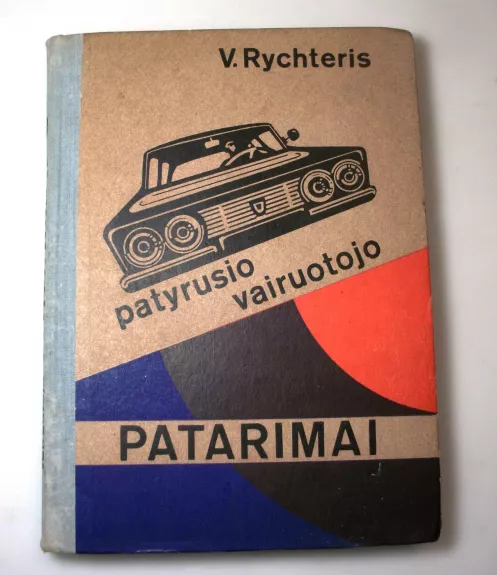 V. Rychteris
patyrusio
vairuotojo
PATARIMAI